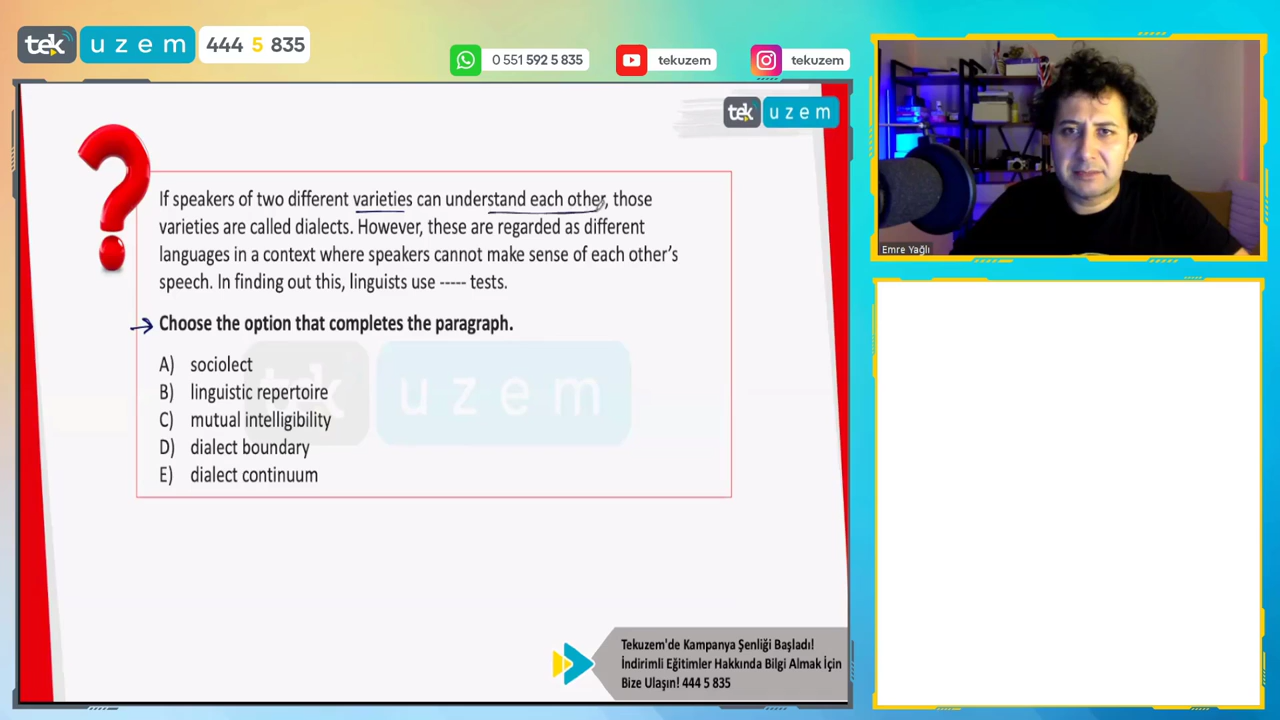 tek uzem 444 5 835
0 551 592 5 835
tekuzem
tekuzem
tek uzem
If speakers of two different varieties can understand each other, those
varieties are called dialects. However, these are regarded as different
languages in a context where speakers cannot make sense of each other's
speech. In finding out this, linguists use ----- tests.
Choose the option that completes the paragraph.
A) sociolect
B) linguistic repertoire
C) mutual intelligibility
D) dialect boundary
E) dialect continuum
tek uzem
Tekuzem'de Kampanya Şenliği Başladı!
İndirimli Eğitimler Hakkında Bilgi Almak İçin
Bize Ulaşın! 444 5 835
Emre Yağlı